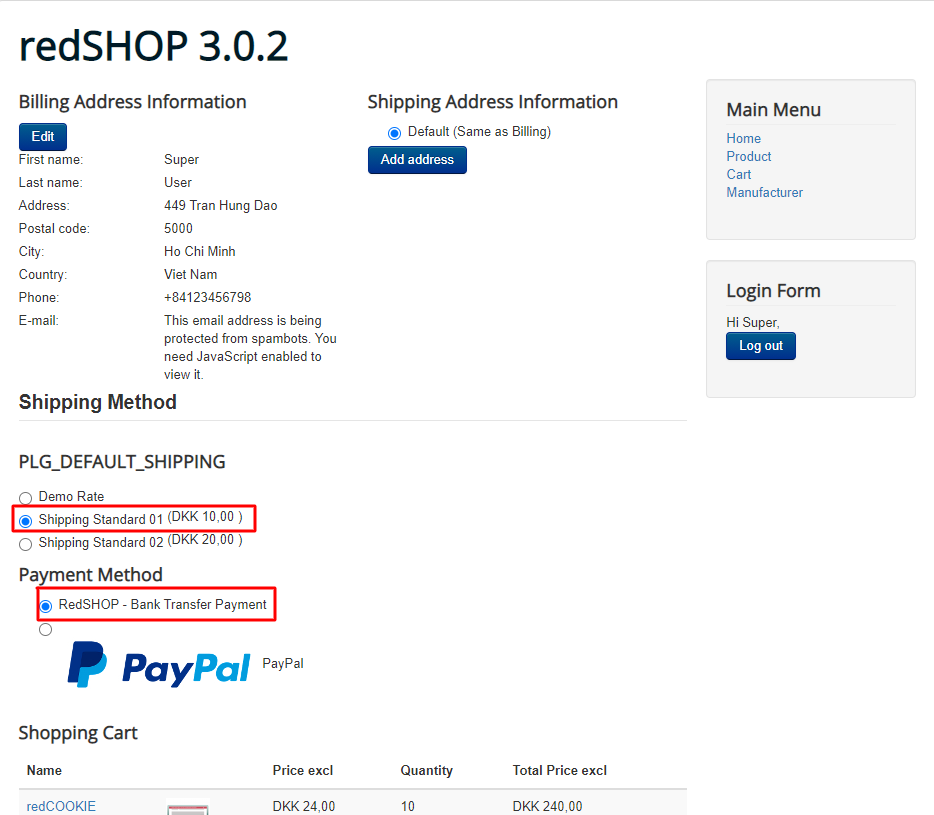 redSHOP 3.0.2
Billing Address Information
Edit
First name: Super
Last name: User
Address: 449 Tran Hung Dao
Postal code: 5000
City: Ho Chi Minh
Country: Viet Nam
Phone: +84123456798
E-mail: This email address is being
protected from spambots. You
need JavaScript enabled to
view it.
Shipping Address Information
Default (Same as Billing)
Add address
Shipping Method
PLG_DEFAULT_SHIPPING
Demo Rate
Shipping Standard 01 (DKK 10,00 )
Shipping Standard 02 (DKK 20,00 )
Payment Method
RedSHOP - Bank Transfer Payment
PayPal PayPal
Shopping Cart
Name Price excl Quantity Total Price excl
redCOOKIE DKK 24,00 10 DKK 240,00
Main Menu
Home
Product
Cart
Manufacturer
Login Form
Hi Super,
Log out